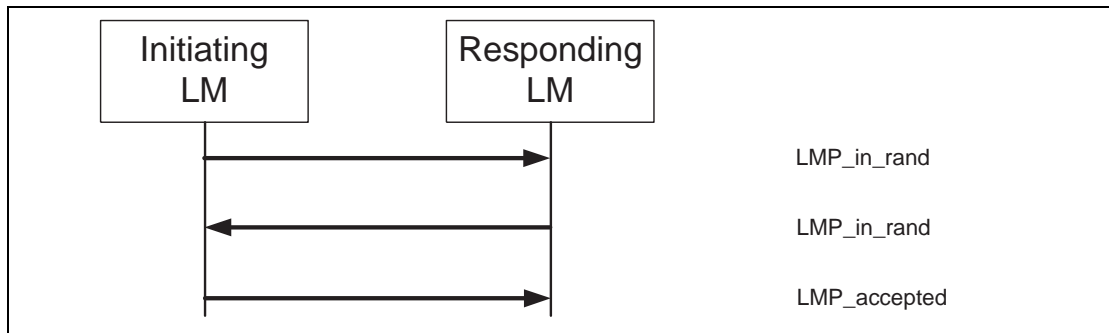 Initiating
LM
Responding
LM
LMP_in_rand
LMP_in_rand
LMP_accepted